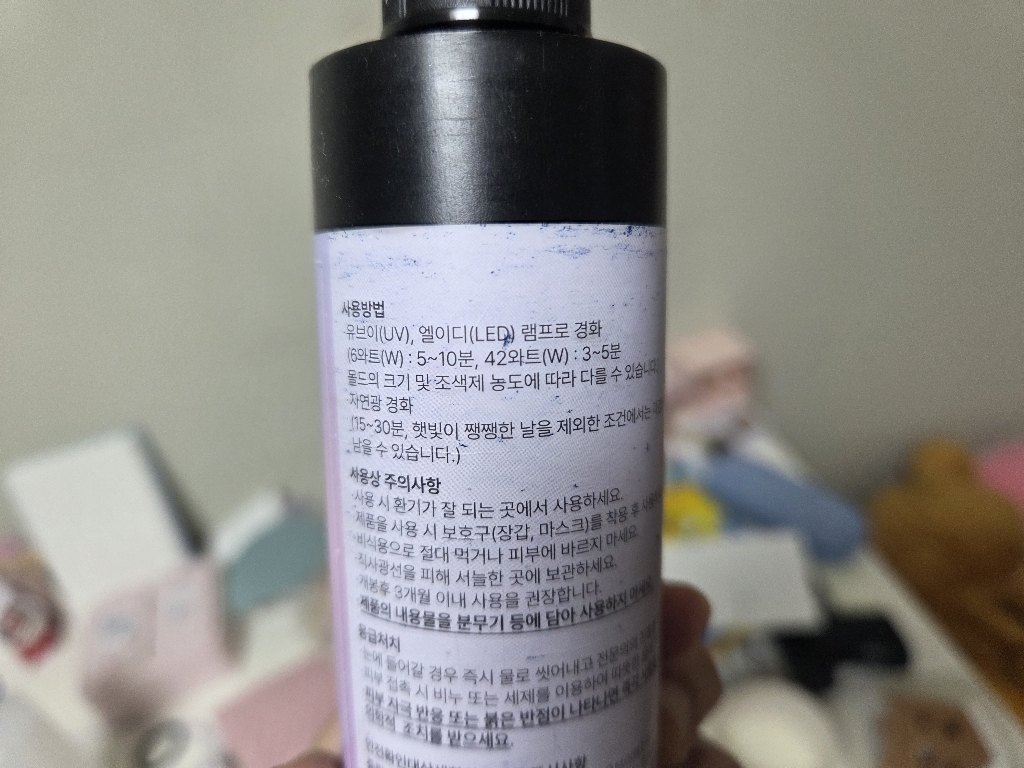 사용방법
·유브이(UV), 엘이디(LED) 램프로 경화
(6와트(W) : 5~10분, 42와트(W) : 3~5분
몰드의 크기 및 조색제 농도에 따라 다를 수 있습니다.
·자연광 경화
(15~30분, 햇빛이 쨍쨍한 날을 제외한 조건에서는
남을 수 있습니다.)
사용상 주의사항
·사용 시 환기가 잘 되는 곳에서 사용하세요.
·제품을 사용 시 보호구(장갑, 마스크)를 착용 후
·비식용으로 절대 먹거나 피부에 바르지 마세요.
·직사광선을 피해 서늘한 곳에 보관하세요.
·개봉후 3개월 이내 사용을 권장합니다.
·제품의 내용물을 분무기 등에 담아 사용하지 마세요.
응급처치
·눈에 들어갈 경우 즉시 물로 씻어내고 전문의의
·피부 접촉 시 비누 또는 세제를 이용하여
·피부 자극 반응 또는 붉은 반점이 나타나면
조치를 받으세요.